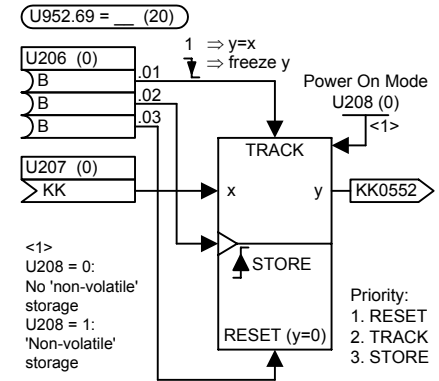 U952.69 = __ (20)
U206 (0)
B
.01
B
.02
B
.03
1 ⇒ y=x
⇒ freeze y
Power On Mode
U208 (0)
<1>
TRACK
U207 (0)
KK
x
y
KK0552
STORE
RESET (y=0)
<1>
U208 = 0:
No 'non-volatile'
storage
U208 = 1:
'Non-volatile'
storage
Priority:
1. RESET
2. TRACK
3. STORE